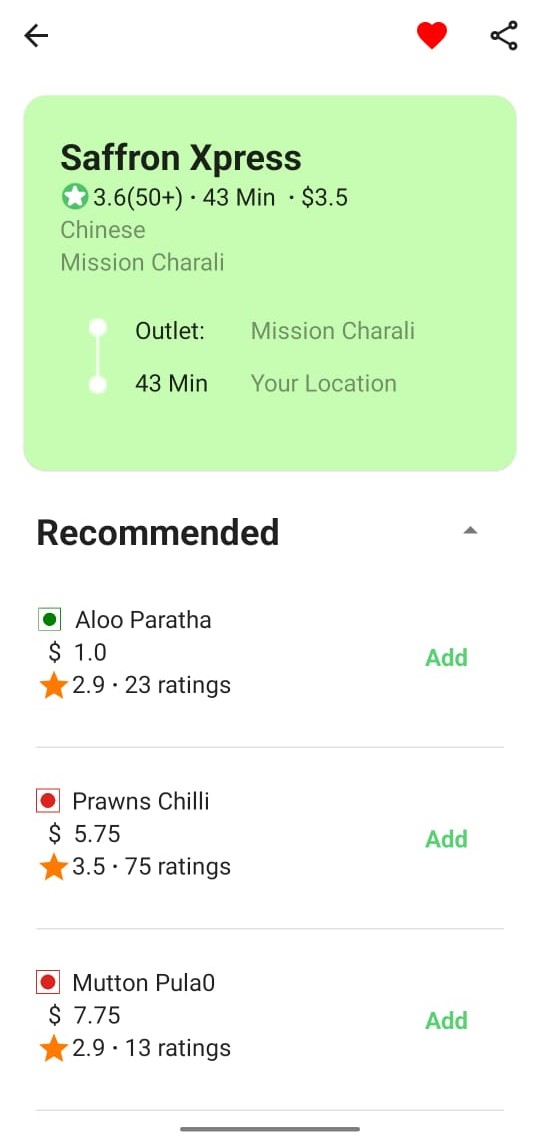 Saffron Xpress
3.6(50+) · 43 Min · $3.5
Chinese
Mission Charali
Outlet: Mission Charali
43 Min Your Location
Recommended
Aloo Paratha
$ 1.0
Add
2.9 · 23 ratings
Prawns Chilli
$ 5.75
Add
3.5 · 75 ratings
Mutton Pula0
$ 7.75
Add
2.9 · 13 ratings